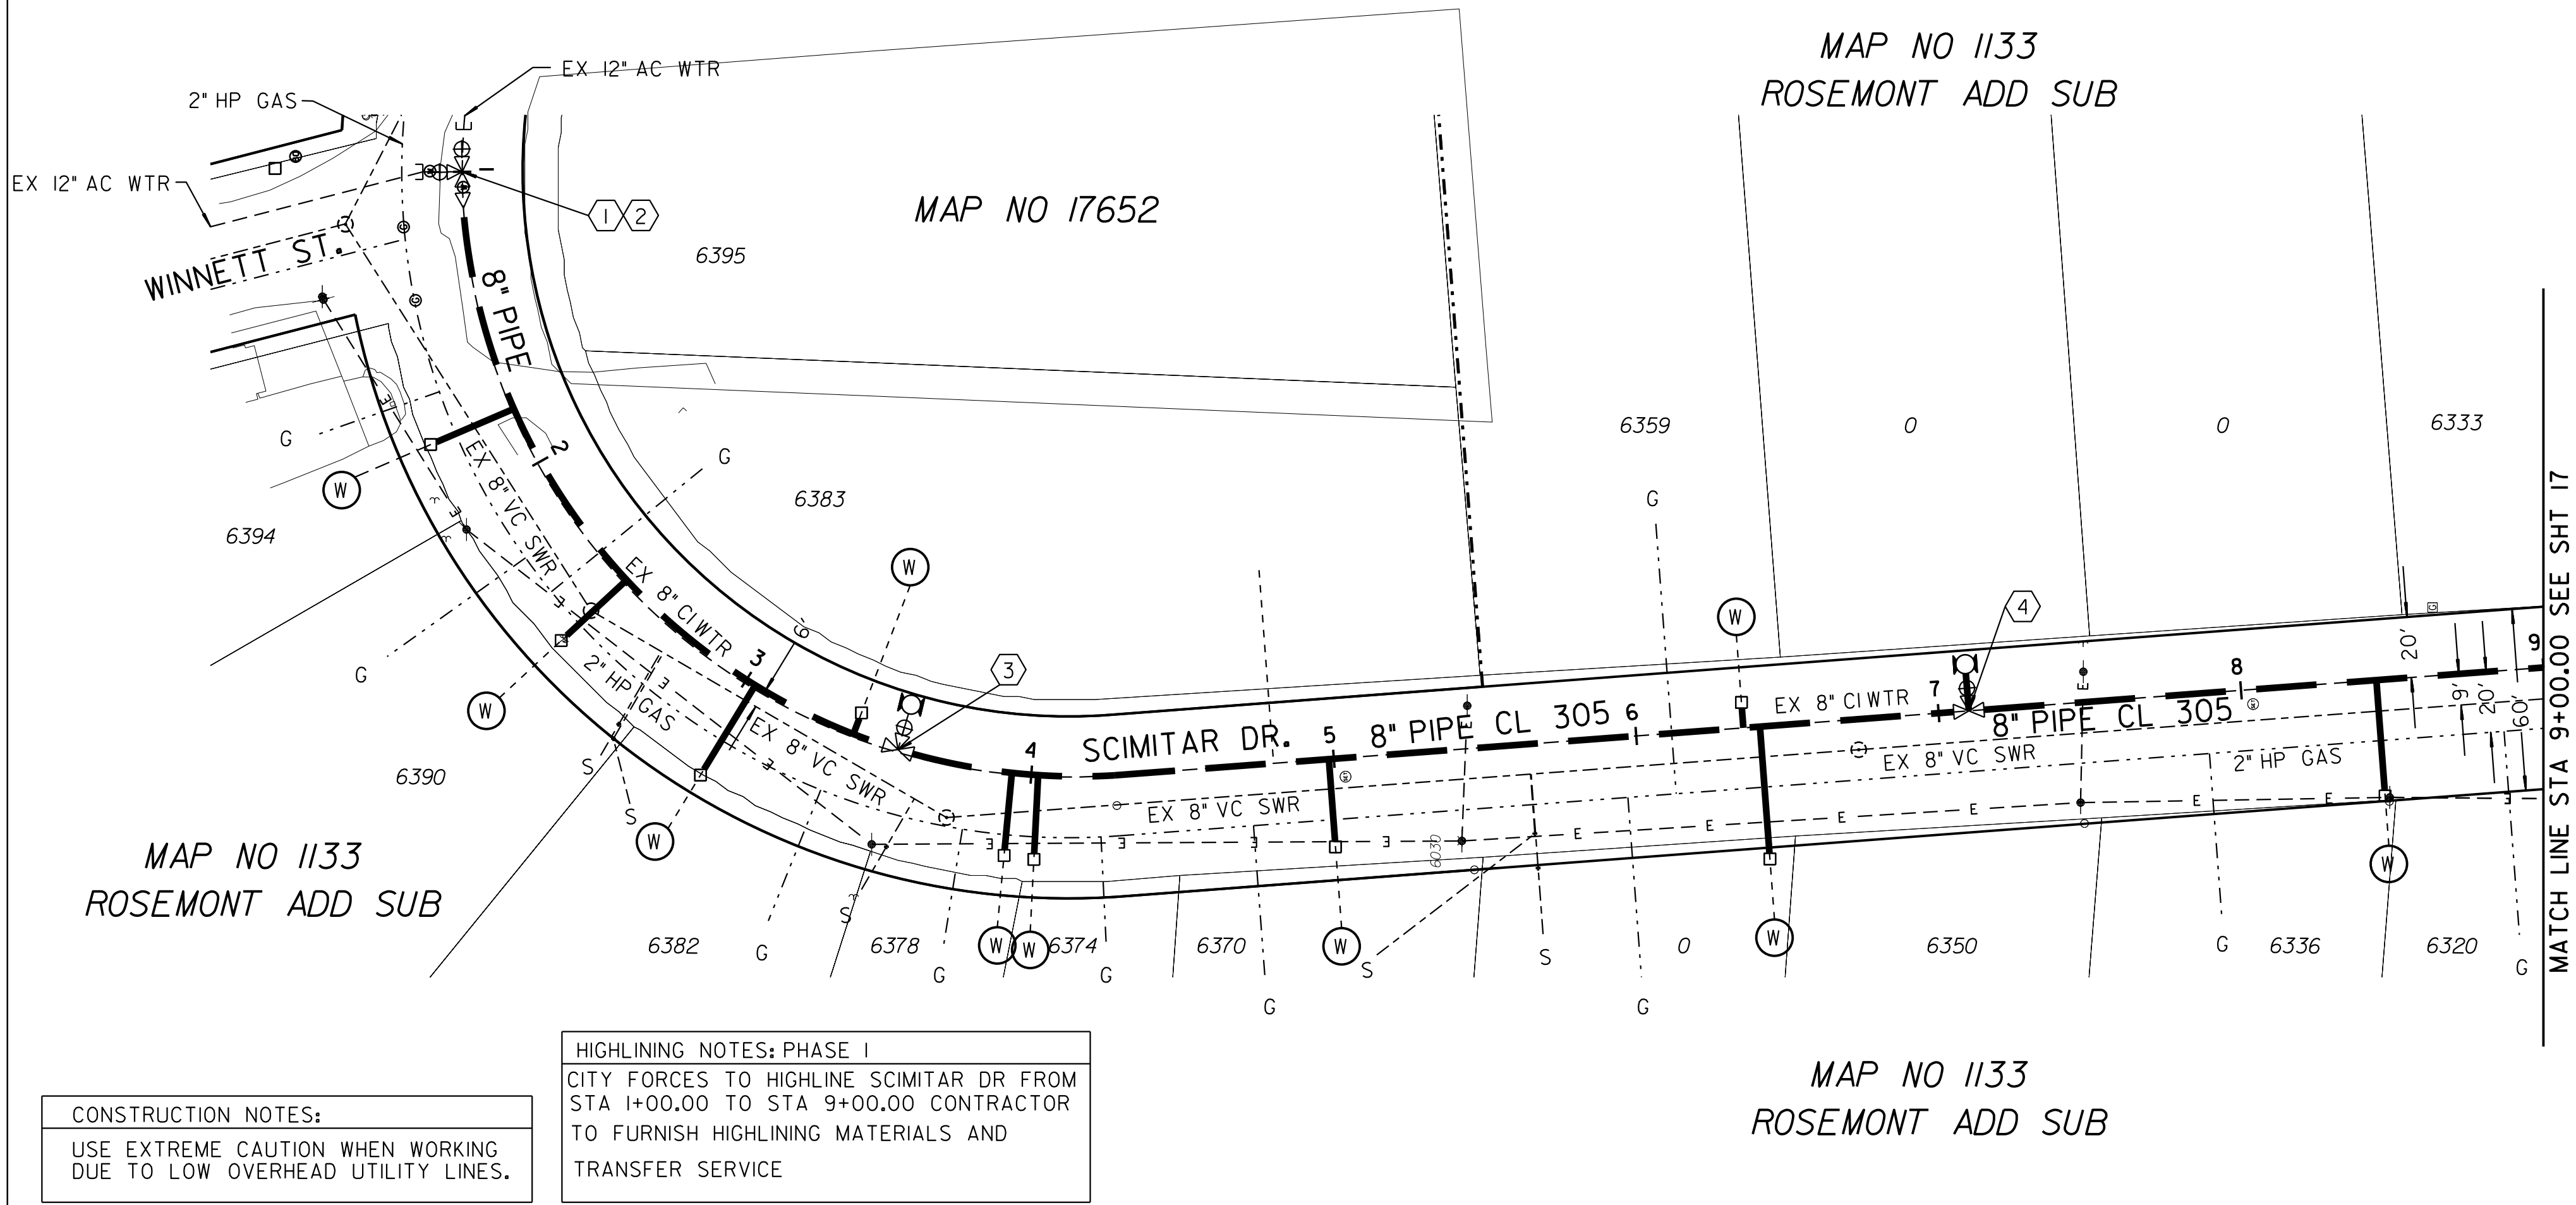 MAP NO 1133
ROSEMONT ADD SUB
EX 12" AC WTR
2" HP GAS
EX 12" AC WTR
1
1
2
MAP NO 17652
6395
WINNETT ST.
8" PIPE
6359
0
0
6333
G
W
EX 8" VC SWR
2
G
6383
G
6394
E
E
W
EX 8" CI WTR
W
4
MATCH LINE STA 9+00.00 SEE SHT 17
G
W
E
2" HP GAS
3
6'
3
E
EX 8" VC SWR
E
S
S
W
6390
4
SCIMITAR DR.
5
8" PIPE CL 305
6
EX 8" CI WTR
7
8" PIPE CL 305
8
9
20'
9'
20'
60'
G
EX 8" VC SWR
EX 8" VC SWR
2" HP GAS
E
E
E
E
E
E
E
E
E
E
6030
W
MAP NO 1133
ROSEMONT ADD SUB
S
6382
G
6378
G
W
W
6374
G
6370
G
W
S
S
0
G
W
6350
G
6336
6320
G
HIGHLINING NOTES: PHASE I
CITY FORCES TO HIGHLINE SCIMITAR DR FROM
STA 1+00.00 TO STA 9+00.00 CONTRACTOR
TO FURNISH HIGHLINING MATERIALS AND
TRANSFER SERVICE
CONSTRUCTION NOTES:
USE EXTREME CAUTION WHEN WORKING
DUE TO LOW OVERHEAD UTILITY LINES.
MAP NO 1133
ROSEMONT ADD SUB